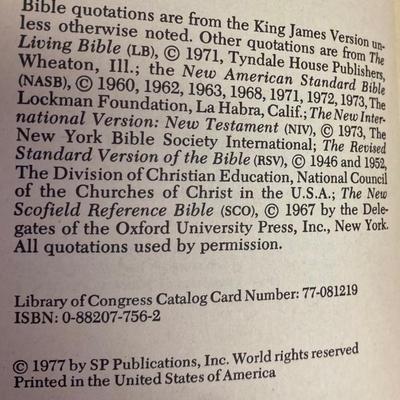 Bible quotations are from the King James Version un-
less otherwise noted. Other quotations are from The
Living Bible (LB), © 1971, Tyndale House Publishers,
Wheaton, Ill.; the New American Standard Bible
(NASB), © 1960, 1962, 1963, 1968, 1971, 1972, 1973, The
Lockman Foundation, La Habra, Calif.; The New Inter-
national Version: New Testament (NIV), © 1973, The
New York Bible Society International; The Revised
Standard Version of the Bible (RSV), © 1946 and 1952,
The Division of Christian Education, National Council
of the Churches of Christ in the U.S.A.; The New
Scofield Reference Bible (SCO), © 1967 by the Dele-
gates of the Oxford University Press, Inc., New York.
All quotations used by permission.
Library of Congress Catalog Card Number: 77-081219
ISBN: 0-88207-756-2
© 1977 by SP Publications, Inc. World rights reserved
Printed in the United States of America